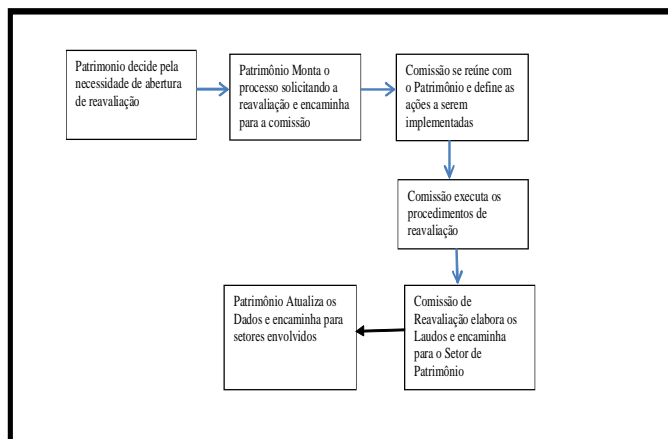 Patrimonio decide pela
necessidade de abertura
de reavaliação
Patrimônio Monta o
processo solicitando a
reavaliação e encaminha
para a comissão
Comissão se reúne com
o Patrimônio e define as
ações a serem
implementadas
Comissão executa os
procedimentos de
reavaliação
Comissão de
Reavaliação elabora os
Laudos e encaminha
para o Setor de
Patrimônio
Patrimônio Atualiza os
Dados e encaminha para
setores envolvidos